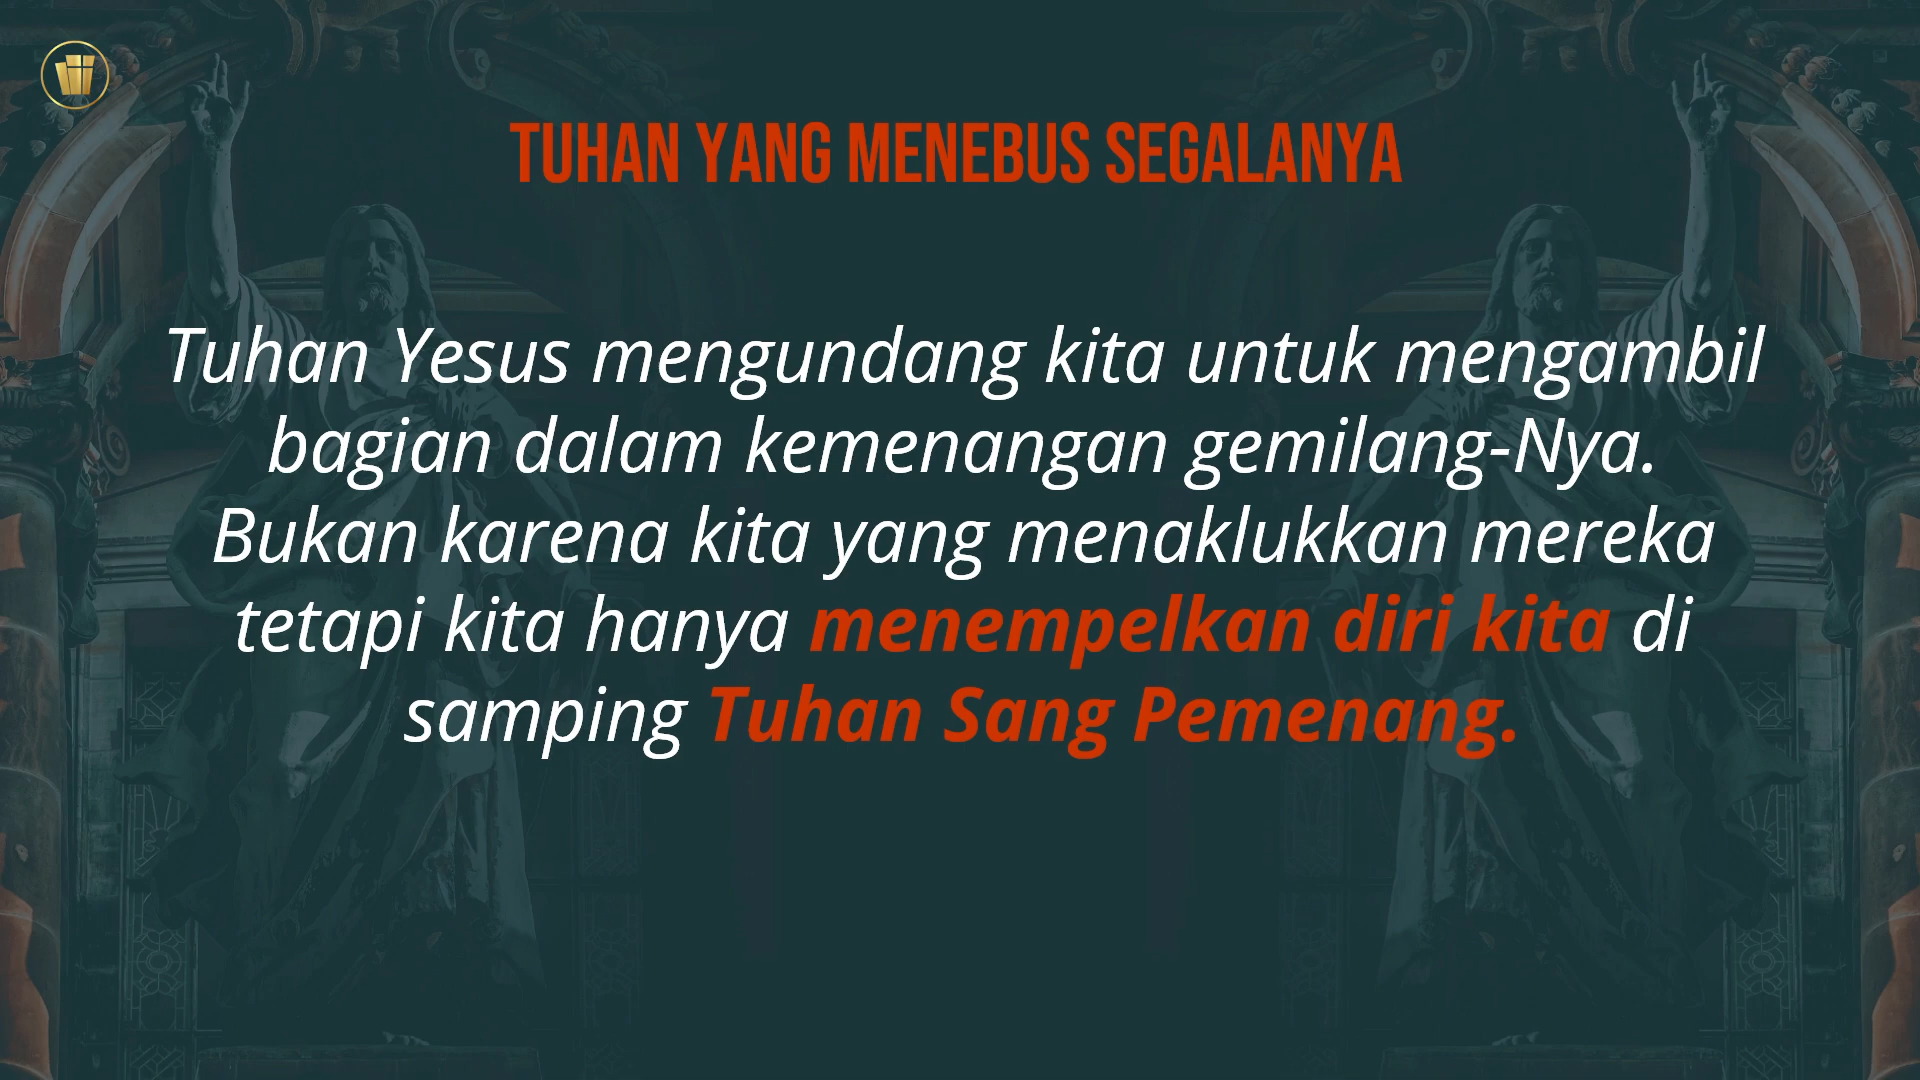 TUHAN YANG MENEBUS SEGALANYA
Tuhan Yesus mengundang kita untuk mengambil
bagian dalam kemenangan gemilang-Nya.
Bukan karena kita yang menaklukkan mereka
tetapi kita hanya menempelkan diri kita di
samping Tuhan Sang Pemenang.